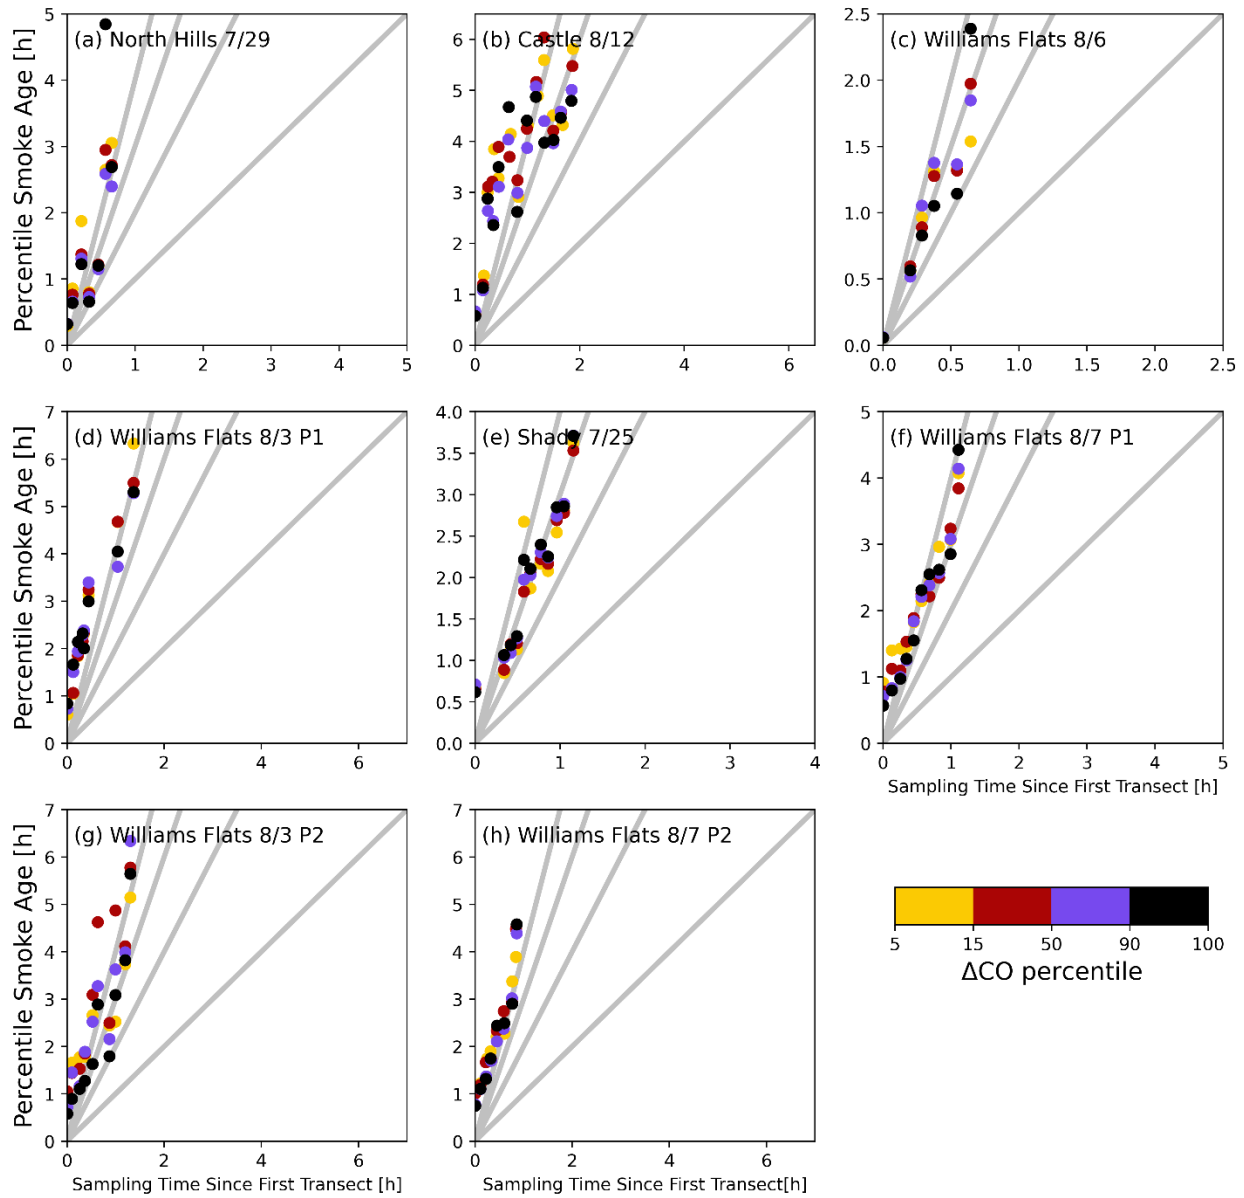 (a) North Hills 7/29
Percentile Smoke Age [h]
5
4
3
2
1
0
0 1 2 3 4 5
(b) Castle 8/12
6
5
4
3
2
1
0
0 2 4 6
(c) Williams Flats 8/6
2.5
2.0
1.5
1.0
0.5
0.0
0.0 0.5 1.0 1.5 2.0 2.5
(d) Williams Flats 8/3 P1
Percentile Smoke Age [h]
7
6
5
4
3
2
1
0
0 2 4 6
(e) Shady 7/25
4.0
3.5
3.0
2.5
2.0
1.5
1.0
0.5
0.0
0 1 2 3 4
(f) Williams Flats 8/7 P1
5
4
3
2
1
0
0 1 2 3 4 5
Sampling Time Since First Transect [h]
(g) Williams Flats 8/3 P2
Percentile Smoke Age [h]
7
6
5
4
3
2
1
0
0 2 4 6
Sampling Time Since First Transect [h]
(h) Williams Flats 8/7 P2
7
6
5
4
3
2
1
0
0 2 4 6
Sampling Time Since First Transect[h]
5 15 50 90 100
ΔCO percentile